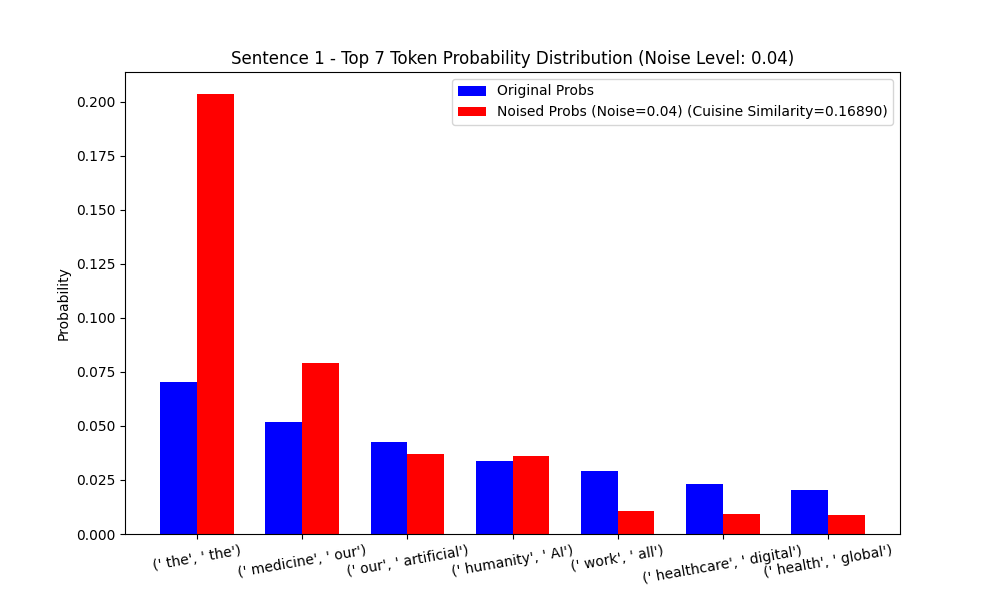 Sentence 1 - Top 7 Token Probability Distribution (Noise Level: 0.04)
Original Probs
Noised Probs (Noise=0.04) (Cuisine Similarity=0.16890)
Probability
0.200
0.175
0.150
0.125
0.100
0.075
0.050
0.025
0.000
(' the', ' the')
(' medicine', ' our')
(' our', ' artificial')
(' humanity', ' AI')
(' work', ' all')
(' healthcare', ' digital')
(' health', ' global')